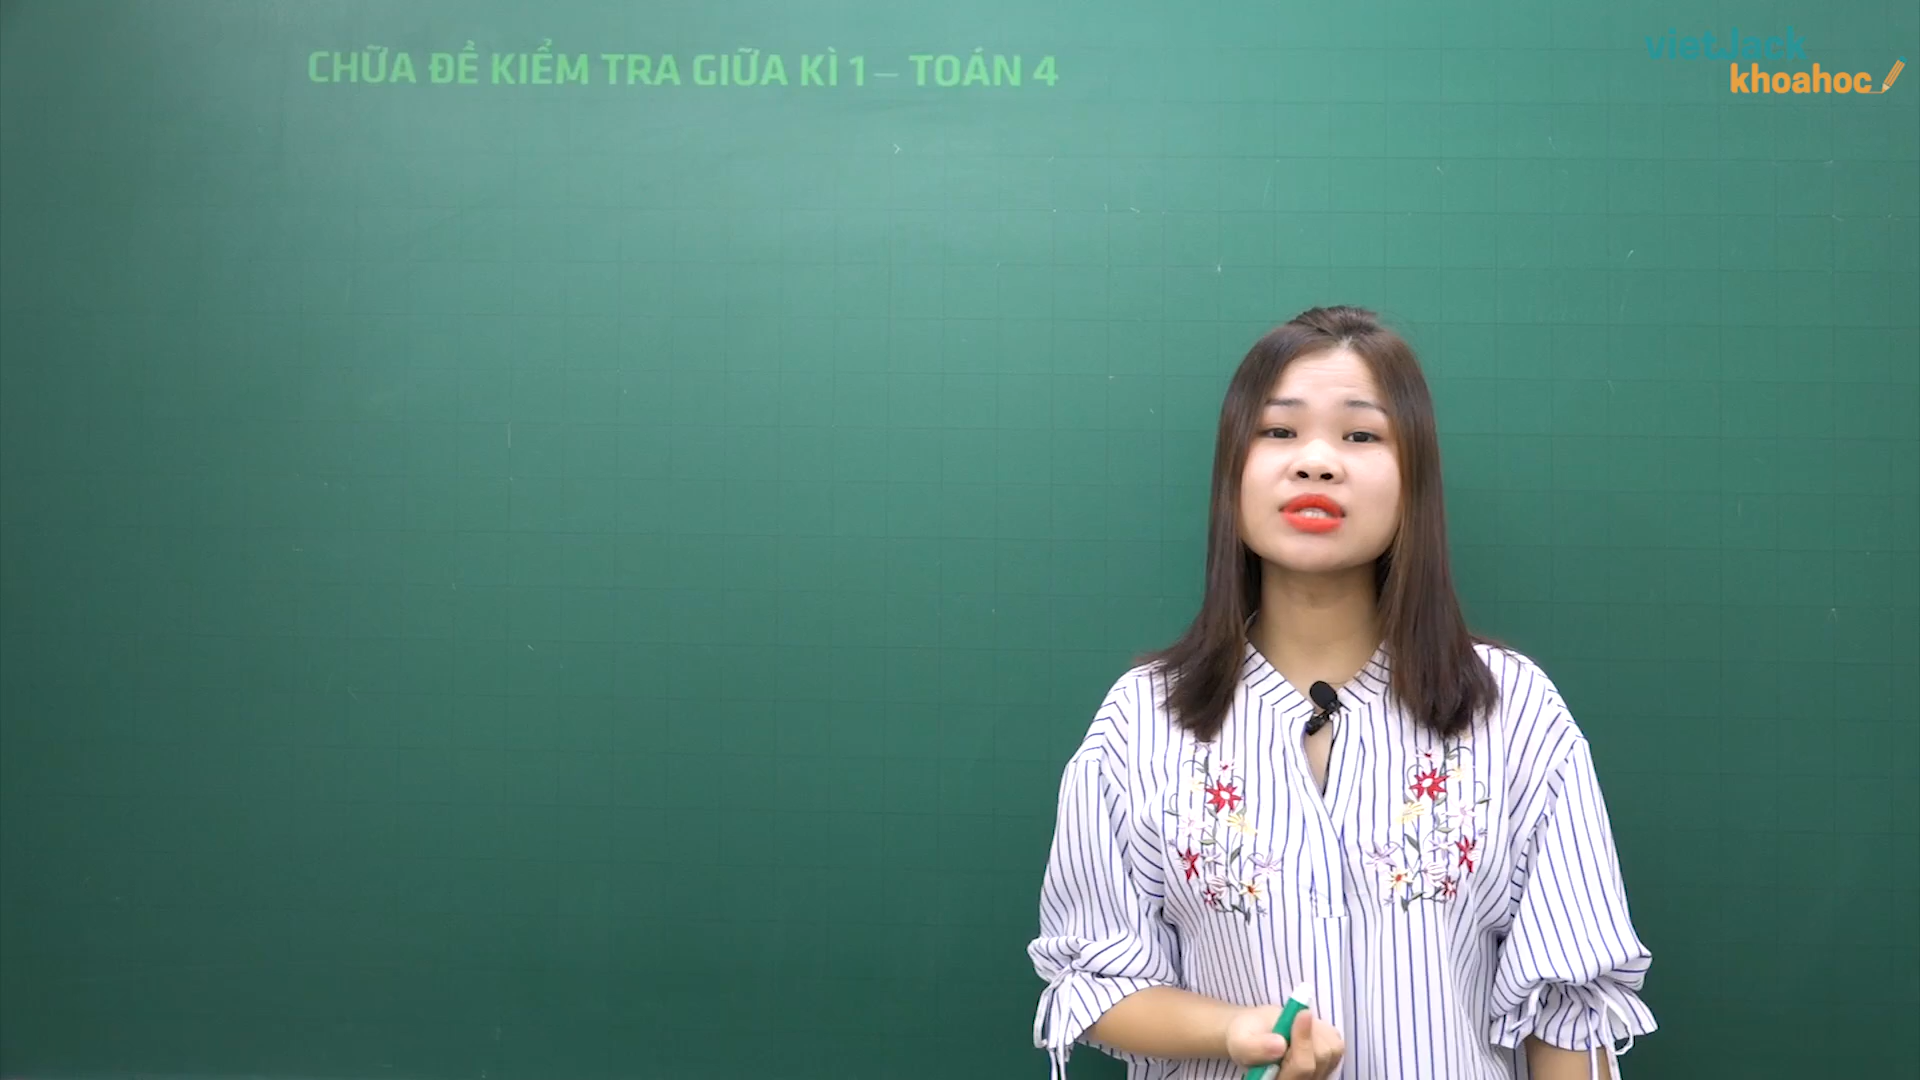 CHỮA ĐỀ KIỂM TRA GIỮA KÌ 1 – TOÁN 4
vietJack
khoahoc